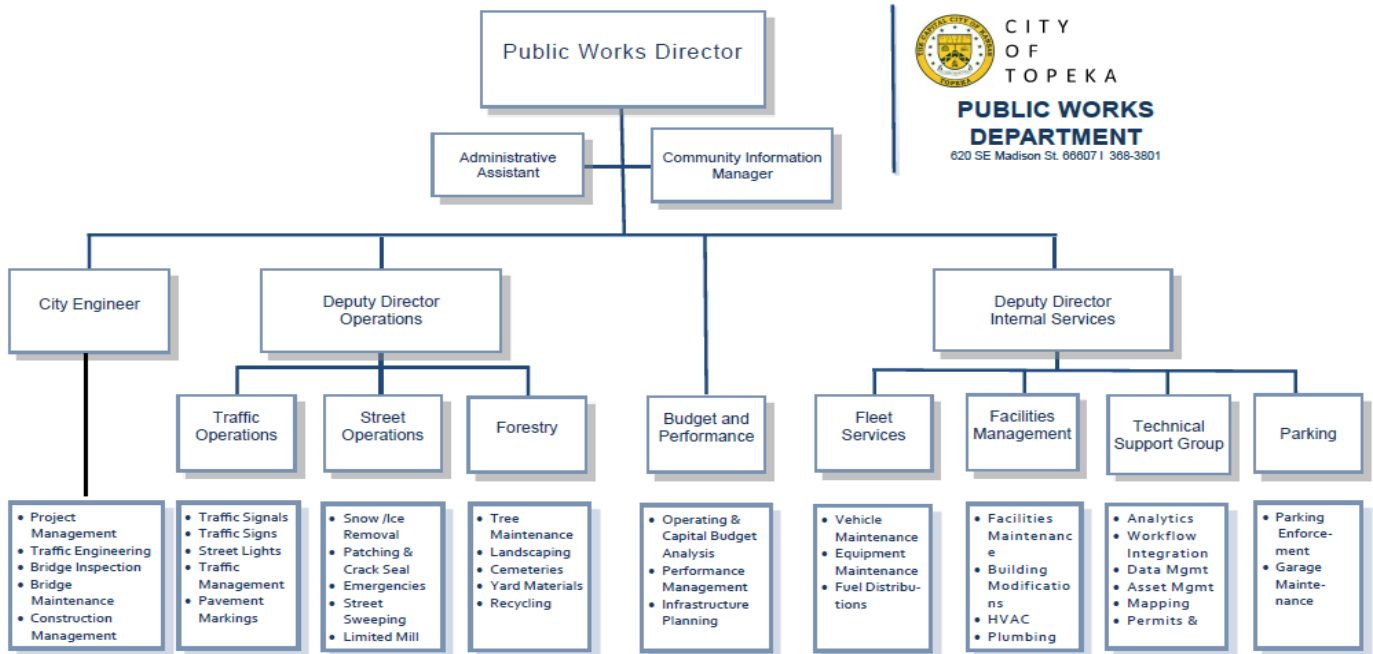 Public Works Director
THE CAPITAL CITY OF KANSAS
TOPEKA
CITY
OF
TOPEKA
PUBLIC WORKS
DEPARTMENT
620 SE Madison St. 66607 I 368-3801
Administrative
Assistant
Community Information
Manager
City Engineer
Deputy Director
Operations
Deputy Director
Internal Services
Traffic
Operations
Street
Operations
Forestry
Budget and
Performance
Fleet
Services
Facilities
Management
Technical
Support Group
Parking
• Project
Management
• Traffic Engineering
• Bridge Inspection
• Bridge
Maintenance
• Construction
Management
• Traffic Signals
• Traffic Signs
• Street Lights
• Traffic
Management
• Pavement
Markings
• Snow /Ice
Removal
• Patching &
Crack Seal
• Emergencies
• Street
Sweeping
• Limited Mill
• Tree
Maintenance
• Landscaping
• Cemeteries
• Yard Materials
• Recycling
• Operating &
Capital Budget
Analysis
• Performance
Management
• Infrastructure
Planning
• Vehicle
Maintenance
• Equipment
Maintenance
• Fuel Distribu-
tions
• Facilities
Maintenanc
e
• Building
Modificatio
ns
• HVAC
• Plumbing
• Analytics
• Workflow
Integration
• Data Mgmt
• Asset Mgmt
• Mapping
• Permits &
• Parking
Enforce-
ment
• Garage
Mainte-
nance